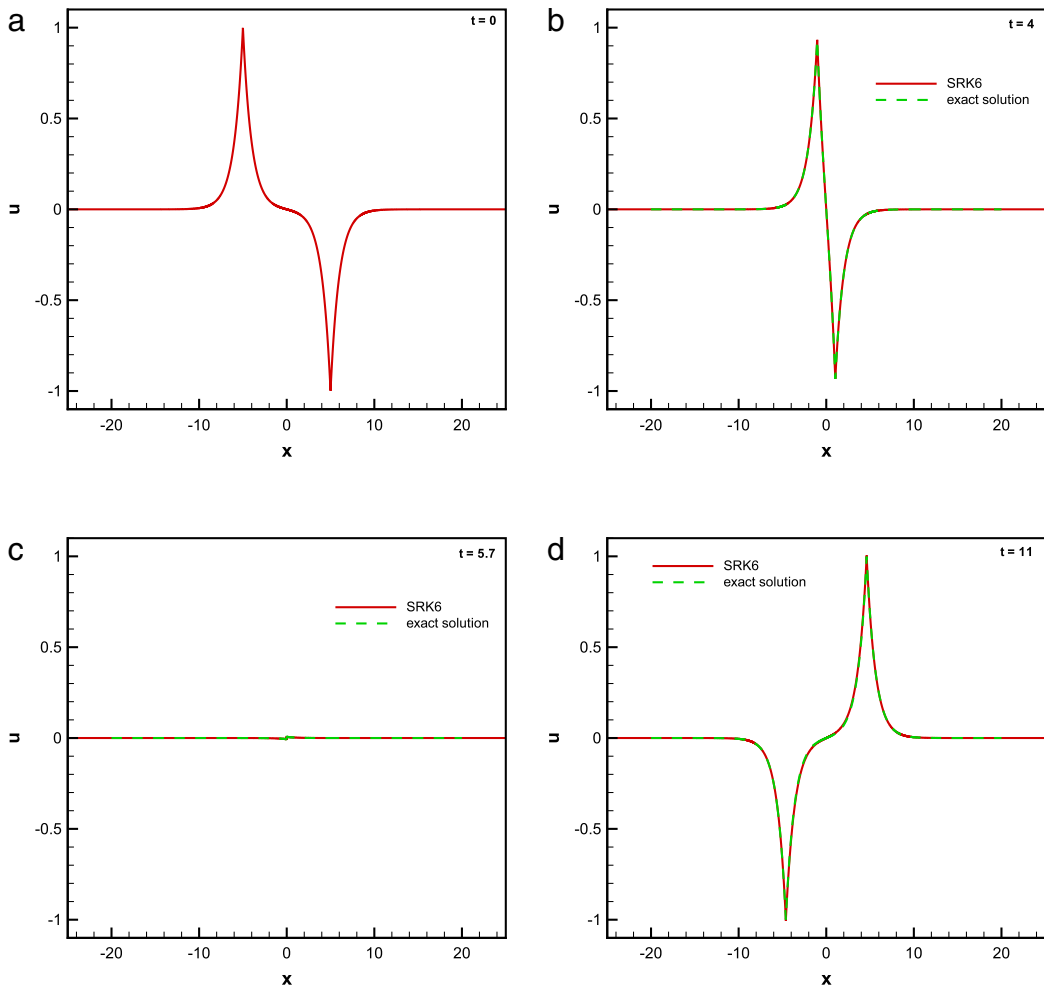 a
t = 0
1
0.5
0
-0.5
-1
u
-20 -10 0 10 20
x
b
t = 4
SRK6
exact solution
1
0.5
0
-0.5
-1
u
-20 -10 0 10 20
x
c
t = 5.7
SRK6
exact solution
1
0.5
0
-0.5
-1
u
-20 -10 0 10 20
x
d
t = 11
SRK6
exact solution
1
0.5
0
-0.5
-1
u
-20 -10 0 10 20
x